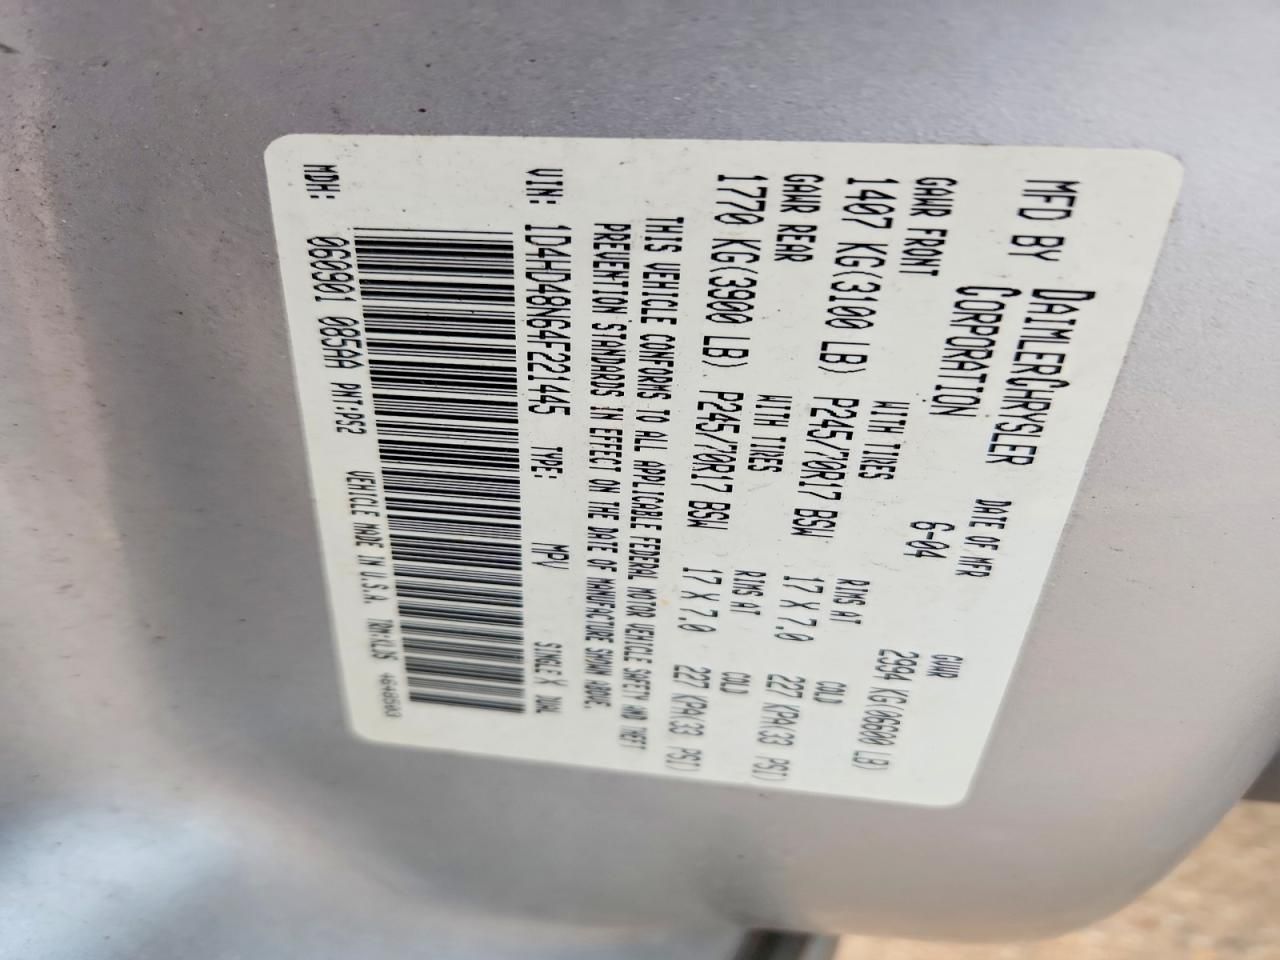 MFD BY DAIMLERCHRYSLER CORPORATION DATE OF MFR 6-04 GVWR
GAWR FRONT WITH TIRES RIMS AT COLD 2994 KG(06600 LB)
1407 KG(3100 LB) P245/70R17 BSW 17 X 7.0 227 KPA(33 PSI)
GAWR REAR WITH TIRES RIMS AT COLD
1770 KG(3900 LB) P245/70R17 BSW 17 X 7.0 227 KPA(33 PSI)
THIS VEHICLE CONFORMS TO ALL APPLICABLE FEDERAL MOTOR VEHICLE SAFETY AND THEFT
PREVENTION STANDARDS IN EFFECT ON THE DATE OF MANUFACTURE SHOWN ABOVE.
VIN: 1D4HD48N64F221445 TYPE: MPV SINGLE X DUAL
MDH: 060901 085AA PNT:PS2 VEHICLE MADE IN U.S.A. 4648503